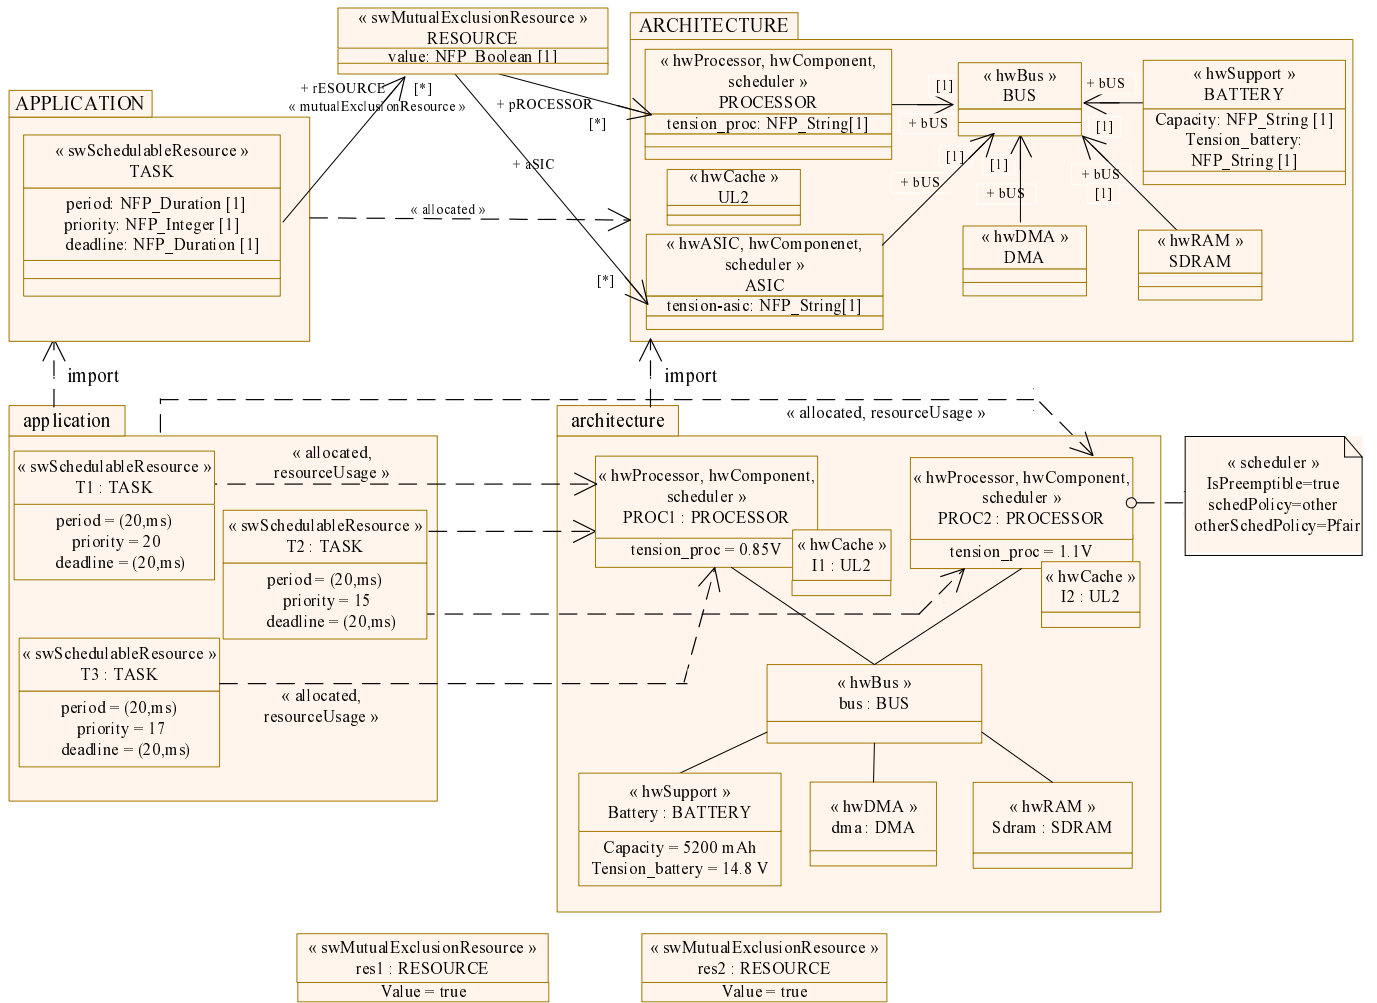 « swMutualExclusionResource »
RESOURCE
value: NFP_Boolean [1]
ARCHITECTURE
« hwProcessor, hwComponent,
scheduler »
PROCESSOR
tension_proc: NFP_String[1]
« hwBus »
BUS
« hwSupport »
BATTERY
Capacity: NFP_String [1]
Tension_battery:
NFP_String [1]
+ rESOURCE
[*]
« mutualExclusionResource »
+ pROCESSOR
[*]
[1]
+ bUS
+ bUS
[1]
APPLICATION
« swSchedulableResource »
TASK
period: NFP_Duration [1]
priority: NFP_Integer [1]
deadline: NFP_Duration [1]
+ aSIC
[*]
« allocated »
« hwCache »
UL2
[1]
+ bUS
[1]
+ bUS
+ bUS
[1]
« hwASIC, hwComponenet,
scheduler »
ASIC
tension-asic: NFP_String[1]
« hwDMA »
DMA
« hwRAM »
SDRAM
import
import
application
architecture
« allocated, resourceUsage »
« swSchedulableResource »
T1 : TASK
period = (20,ms)
priority = 20
deadline = (20,ms)
« allocated,
resourceUsage »
« swSchedulableResource »
T2 : TASK
period = (20,ms)
priority = 15
deadline = (20,ms)
« swSchedulableResource »
T3 : TASK
period = (20,ms)
priority = 17
deadline = (20,ms)
« allocated,
resourceUsage »
« hwProcessor, hwComponent,
scheduler »
PROC1 : PROCESSOR
tension_proc = 0.85V
« hwCache »
I1 : UL2
« hwProcessor, hwComponent,
scheduler »
PROC2 : PROCESSOR
tension_proc = 1.1V
« hwCache »
I2 : UL2
« scheduler »
IsPreemptible=true
schedPolicy=other
otherSchedPolicy=Pfair
« hwBus »
bus : BUS
« hwSupport »
Battery : BATTERY
Capacity = 5200 mAh
Tension_battery = 14.8 V
« hwDMA »
dma : DMA
« hwRAM »
Sdram : SDRAM
« swMutualExclusionResource »
res1 : RESOURCE
Value = true
« swMutualExclusionResource »
res2 : RESOURCE
Value = true